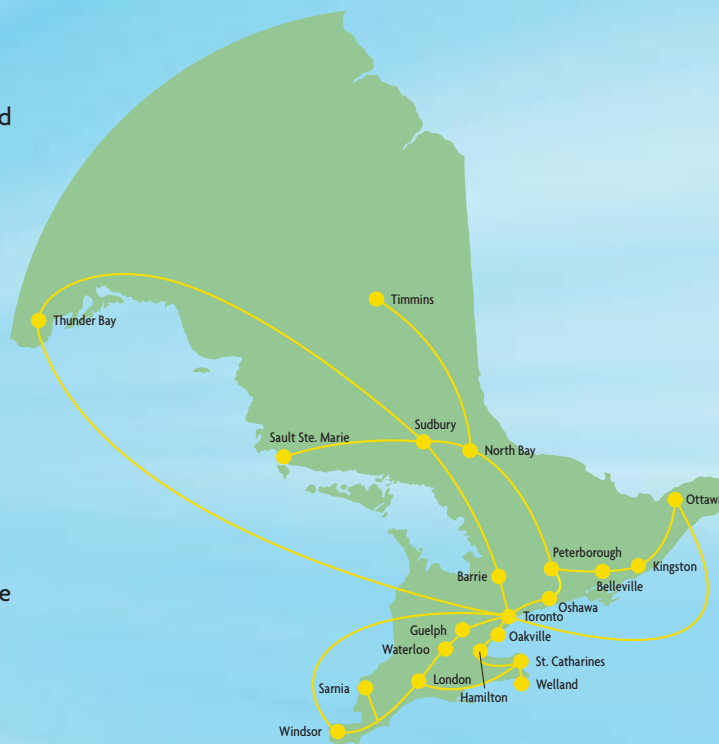 d
Timmins
Thunder Bay
Sudbury
Sault Ste. Marie
North Bay
Ottaw
Peterborough
Kingston
Barrie
Belleville
e
Oshawa
Toronto
Guelph
Oakville
Waterloo
St. Catharines
London
Sarnia
Welland
Hamilton
Windsor